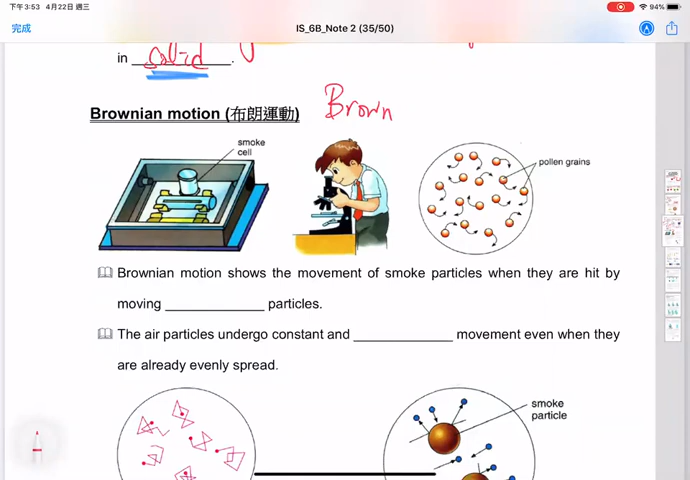 下午3:53 4月22日 週三
94%
完成
IS_6B_Note 2 (35/50)
in solid.
Brownian motion (布朗運動) Brown
smoke
cell
pollen grains
Brownian motion shows the movement of smoke particles when they are hit by
moving ____________ particles.
The air particles undergo constant and ____________ movement even when they
are already evenly spread.
smoke
particle